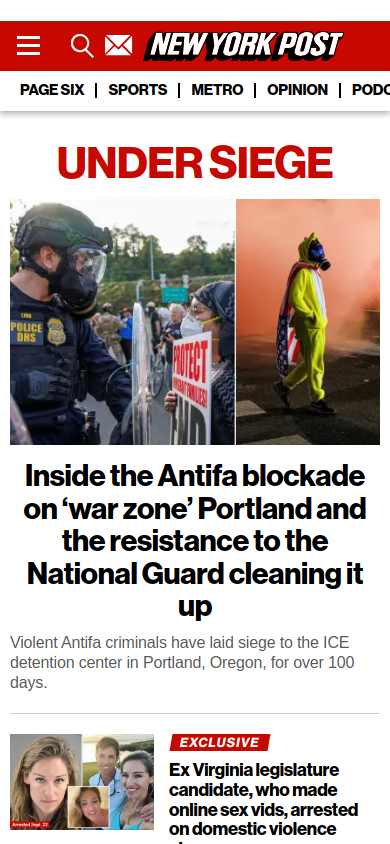 NEW YORK POST
PAGE SIX
SPORTS
METRO
OPINION
PODC
UNDER SIEGE
POLICE
DHS
PROTECT
Inside the Antifa blockade
on ‘war zone’ Portland and
the resistance to the
National Guard cleaning it
up
Violent Antifa criminals have laid siege to the ICE
detention center in Portland, Oregon, for over 100
days.
EXCLUSIVE
Ex Virginia legislature
candidate, who made
online sex vids, arrested
on domestic violence
Arrested Sept. 22